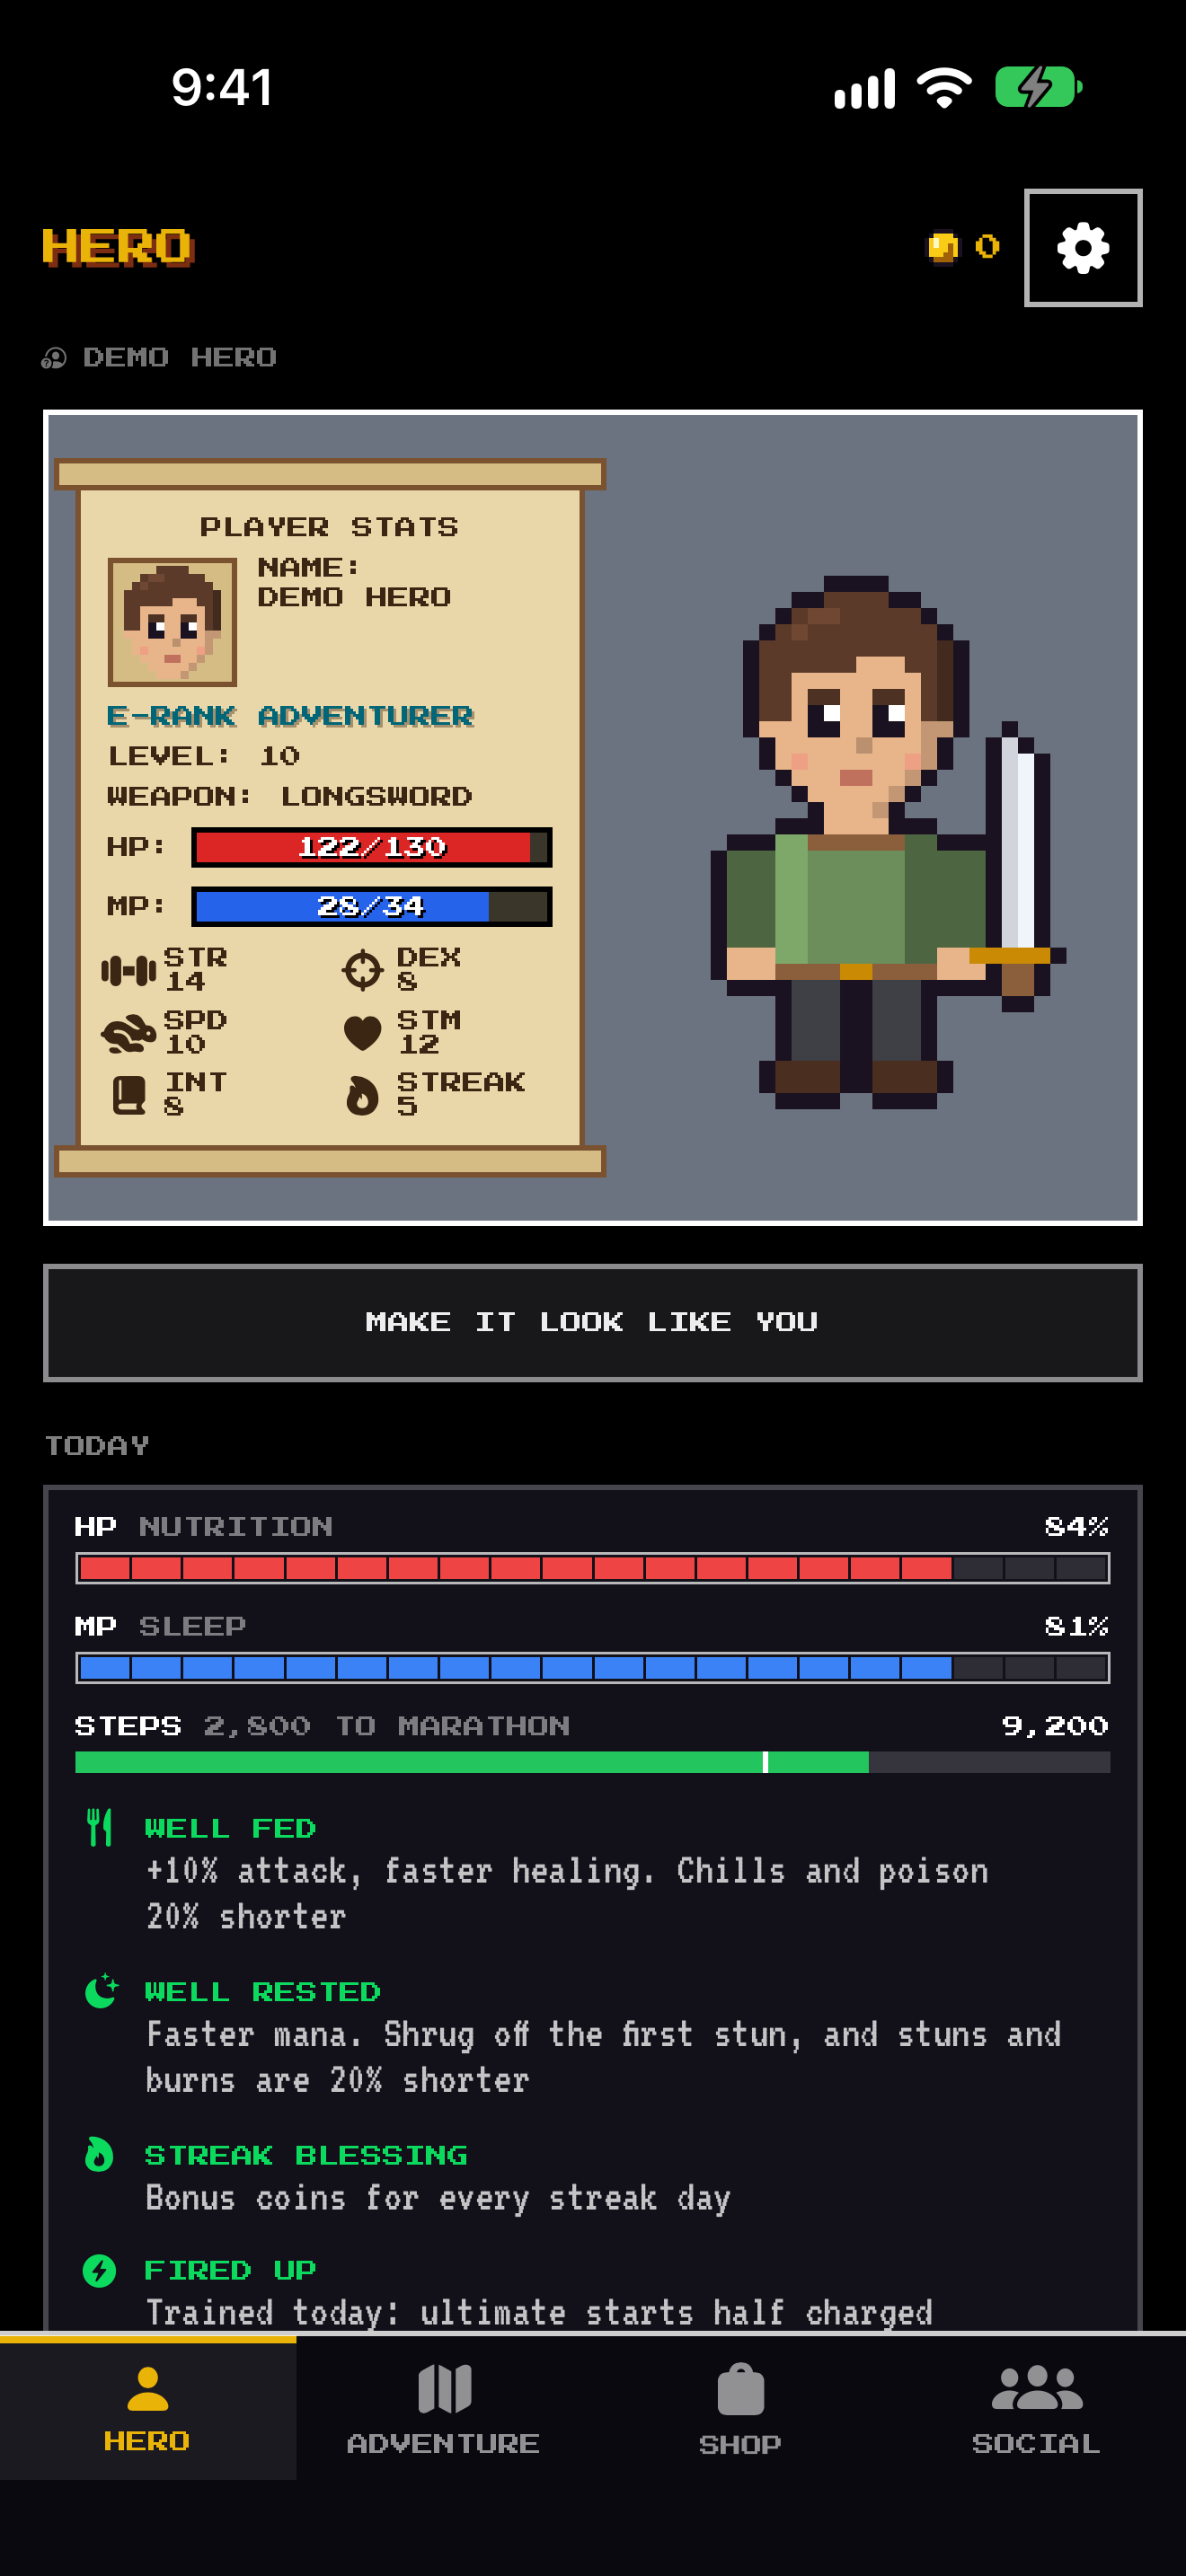 9:41
HERO
0
DEMO HERO
PLAYER STATS
NAME:
DEMO HERO
E-RANK ADVENTURER
LEVEL: 10
WEAPON: LONGSWORD
HP: 122/130
MP: 28/34
STR
14
DEX
8
SPD
10
STM
12
INT
8
STREAK
5
MAKE IT LOOK LIKE YOU
TODAY
HP NUTRITION 84%
MP SLEEP 81%
STEPS 2,800 TO MARATHON 9,200
WELL FED
+10% attack, faster healing. Chills and poison
20% shorter
WELL RESTED
Faster mana. Shrug off the first stun, and stuns and
burns are 20% shorter
STREAK BLESSING
Bonus coins for every streak day
FIRED UP
Trained today: ultimate starts half charged
HERO
ADVENTURE
SHOP
SOCIAL